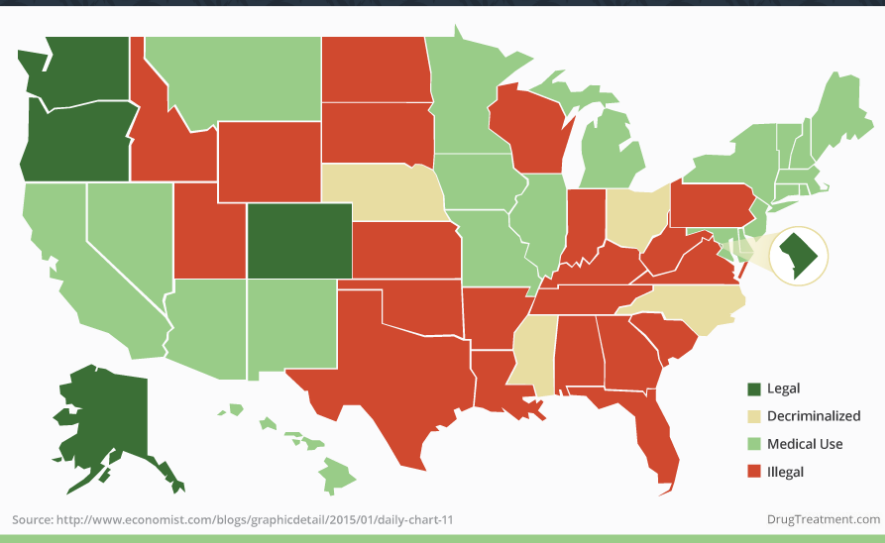 Legal
Decriminalized
Medical Use
Illegal
Source: http://www.economist.com/blogs/graphicdetail/2015/01/daily-chart-11
DrugTreatment.com